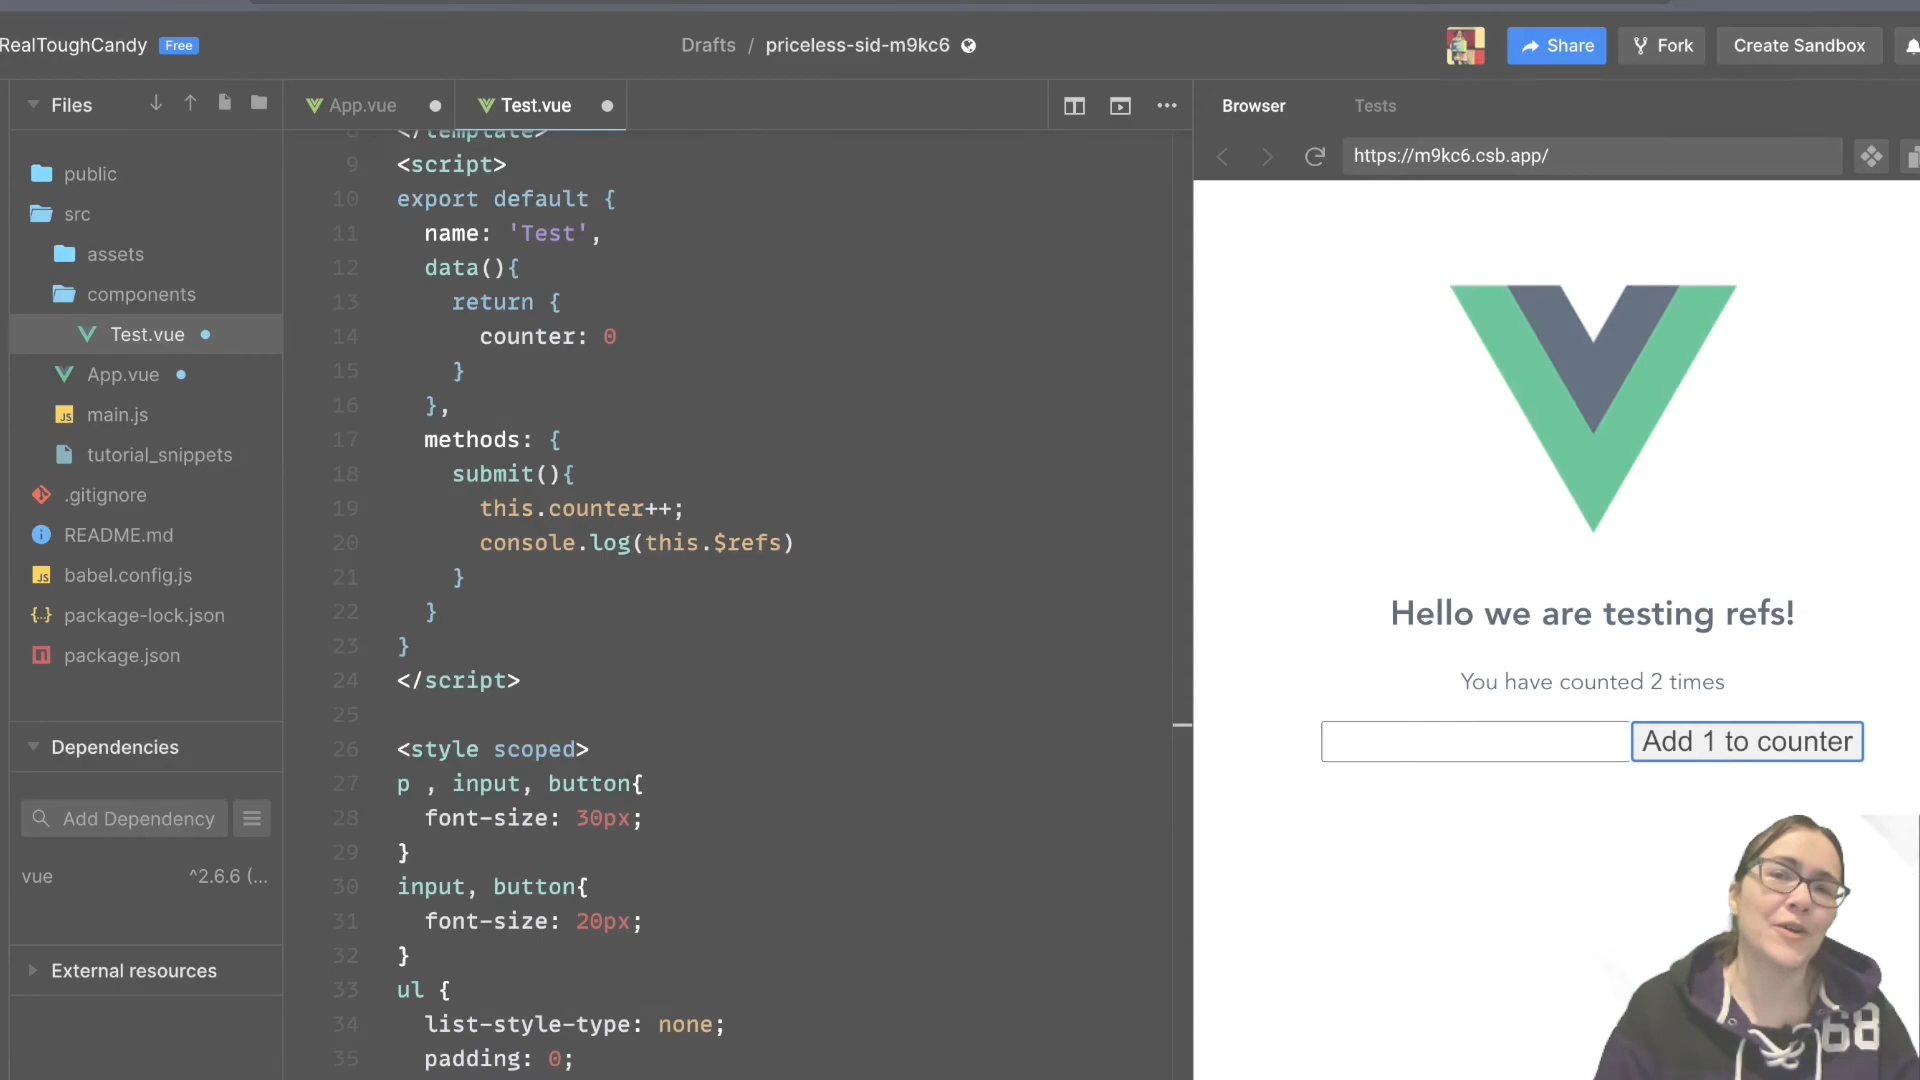 RealToughCandy Free
Drafts / priceless-sid-m9kc6
Share
Fork
Create Sandbox
Files
App.vue
Test.vue
Browser
Tests
https://m9kc6.csb.app/
public
src
assets
components
Test.vue
App.vue
main.js
tutorial_snippets
.gitignore
README.md
babel.config.js
package-lock.json
package.json
Dependencies
Add Dependency
vue ^2.6.6 (...
External resources
8 </template>
9 <script>
10 export default {
11 name: 'Test',
12 data(){
13 return {
14 counter: 0
15 }
16 },
17 methods: {
18 submit(){
19 this.counter++;
20 console.log(this.$refs)
21 }
22 }
23 }
24 </script>
25
26 <style scoped>
27 p , input, button{
28 font-size: 30px;
29 }
30 input, button{
31 font-size: 20px;
32 }
33 ul {
34 list-style-type: none;
35 padding: 0;
Hello we are testing refs!
You have counted 2 times
Add 1 to counter
68